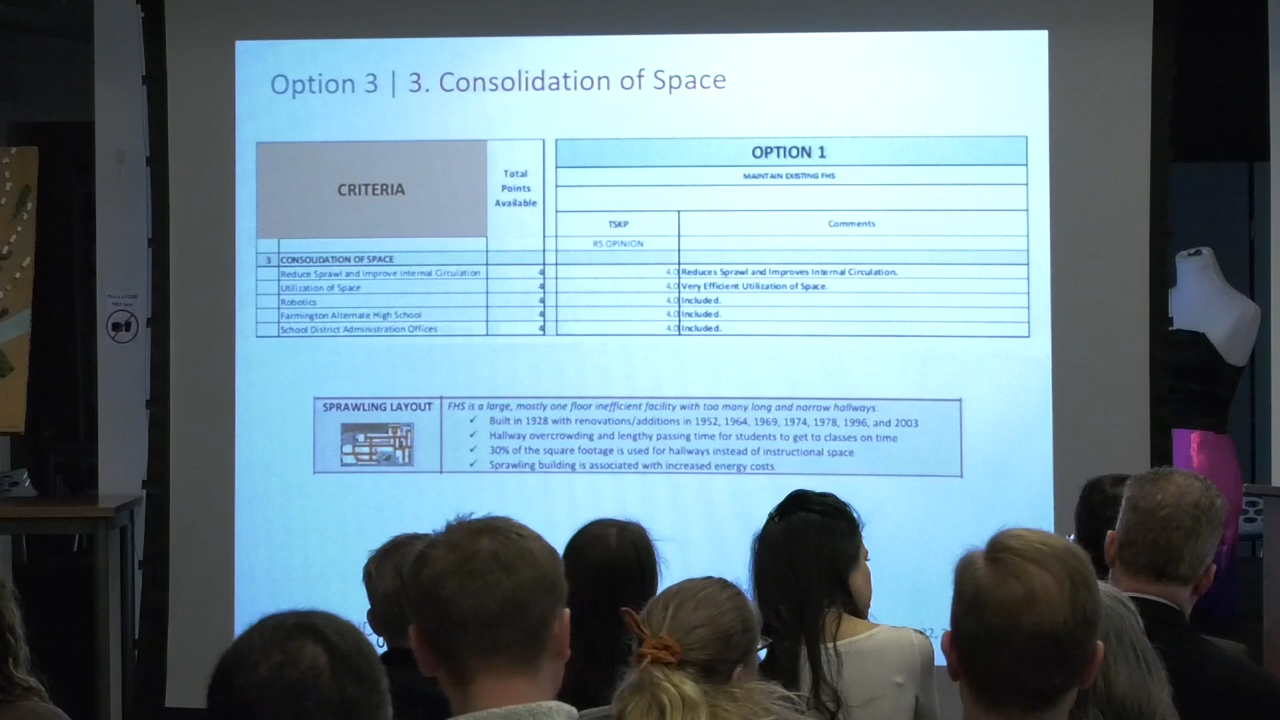 Option 3 | 3. Consolidation of Space
CRITERIA
Total
Points
Available
OPTION 1
MAINTAIN EXISTING FHS
TSKP
Comments
RS OPINION
3 CONSOLIDATION OF SPACE
Reduce Sprawl and Improve Internal Circulation 4 4.0 Reduces Sprawl and Improves Internal Circulation.
Utilization of Space 4 4.0 Very Efficient Utilization of Space.
Robotics 4 4.0 Included.
Farmington Alternate High School 4 4.0 Included.
School District Administration Offices 4 4.0 Included.
SPRAWLING LAYOUT
FHS is a large, mostly one floor inefficient facility with too many long and narrow hallways.
✓ Built in 1928 with renovations/additions in 1952, 1964, 1969, 1974, 1978, 1996, and 2003
✓ Hallway overcrowding and lengthy passing time for students to get to classes on time
✓ 30% of the square footage is used for hallways instead of instructional space
✓ Sprawling building is associated with increased energy costs
22,